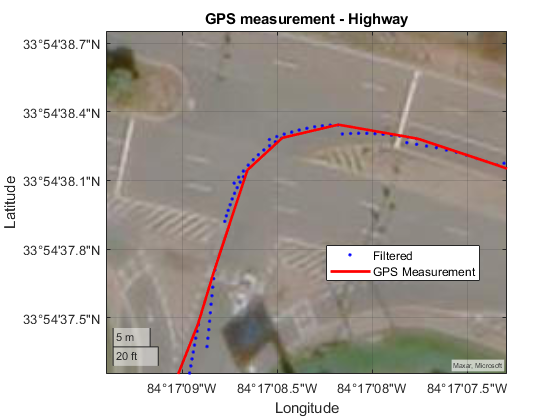 GPS measurement - Highway
33°54'38.7"N
33°54'38.4"N
33°54'38.1"N
33°54'37.8"N
33°54'37.5"N
Latitude
Filtered
GPS Measurement
5 m
20 ft
Maxar, Microsoft
84°17'09"W
84°17'08.5"W
84°17'08"W
84°17'07.5"W
Longitude